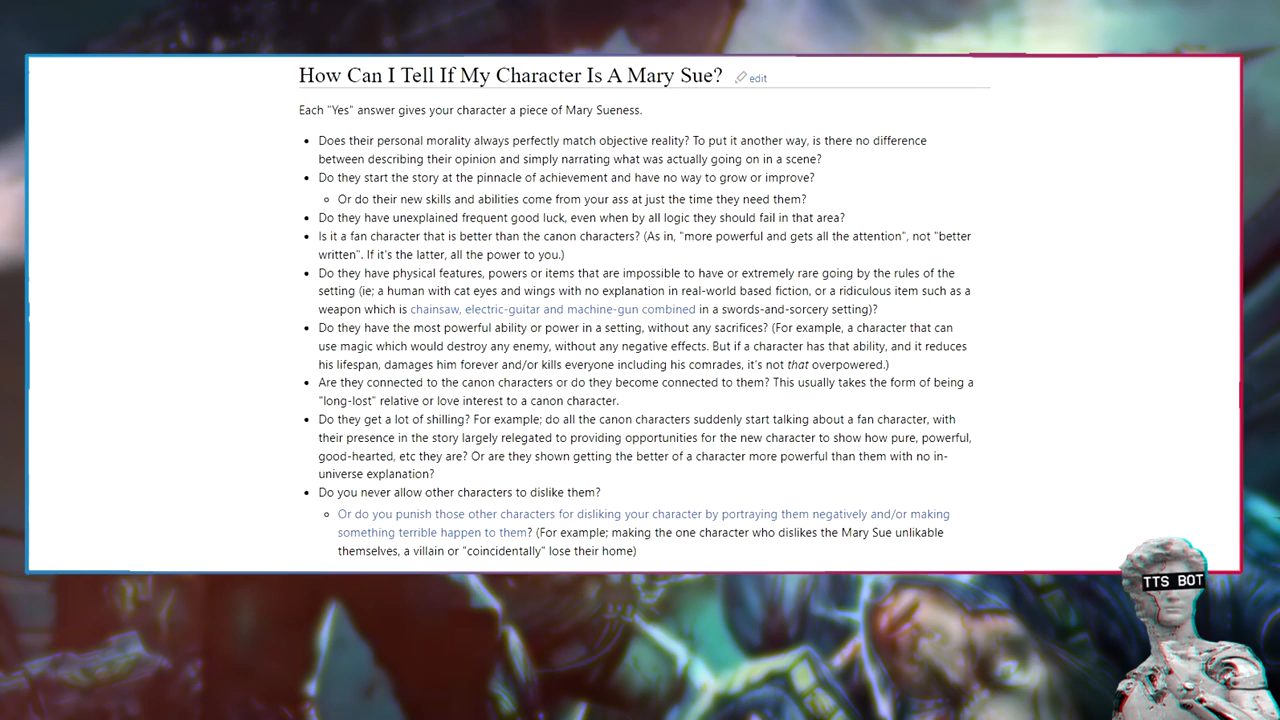 How Can I Tell If My Character Is A Mary Sue? edit
Each "Yes" answer gives your character a piece of Mary Sueness.
• Does their personal morality always perfectly match objective reality? To put it another way, is there no difference
between describing their opinion and simply narrating what was actually going on in a scene?
• Do they start the story at the pinnacle of achievement and have no way to grow or improve?
◦ Or do their new skills and abilities come from your ass at just the time they need them?
• Do they have unexplained frequent good luck, even when by all logic they should fail in that area?
• Is it a fan character that is better than the canon characters? (As in, "more powerful and gets all the attention", not "better
written". If it's the latter, all the power to you.)
• Do they have physical features, powers or items that are impossible to have or extremely rare going by the rules of the
setting (ie; a human with cat eyes and wings with no explanation in real-world based fiction, or a ridiculous item such as a
weapon which is chainsaw, electric-guitar and machine-gun combined in a swords-and-sorcery setting)?
• Do they have the most powerful ability or power in a setting, without any sacrifices? (For example, a character that can
use magic which would destroy any enemy, without any negative effects. But if a character has that ability, and it reduces
his lifespan, damages him forever and/or kills everyone including his comrades, it's not that overpowered.)
• Are they connected to the canon characters or do they become connected to them? This usually takes the form of being a
"long-lost" relative or love interest to a canon character.
• Do they get a lot of shilling? For example; do all the canon characters suddenly start talking about a fan character, with
their presence in the story largely relegated to providing opportunities for the new character to show how pure, powerful,
good-hearted, etc they are? Or are they shown getting the better of a character more powerful than them with no in-
universe explanation?
• Do you never allow other characters to dislike them?
◦ Or do you punish those other characters for disliking your character by portraying them negatively and/or making
something terrible happen to them? (For example; making the one character who dislikes the Mary Sue unlikable
themselves, a villain or "coincidentally" lose their home)
TTS BOT